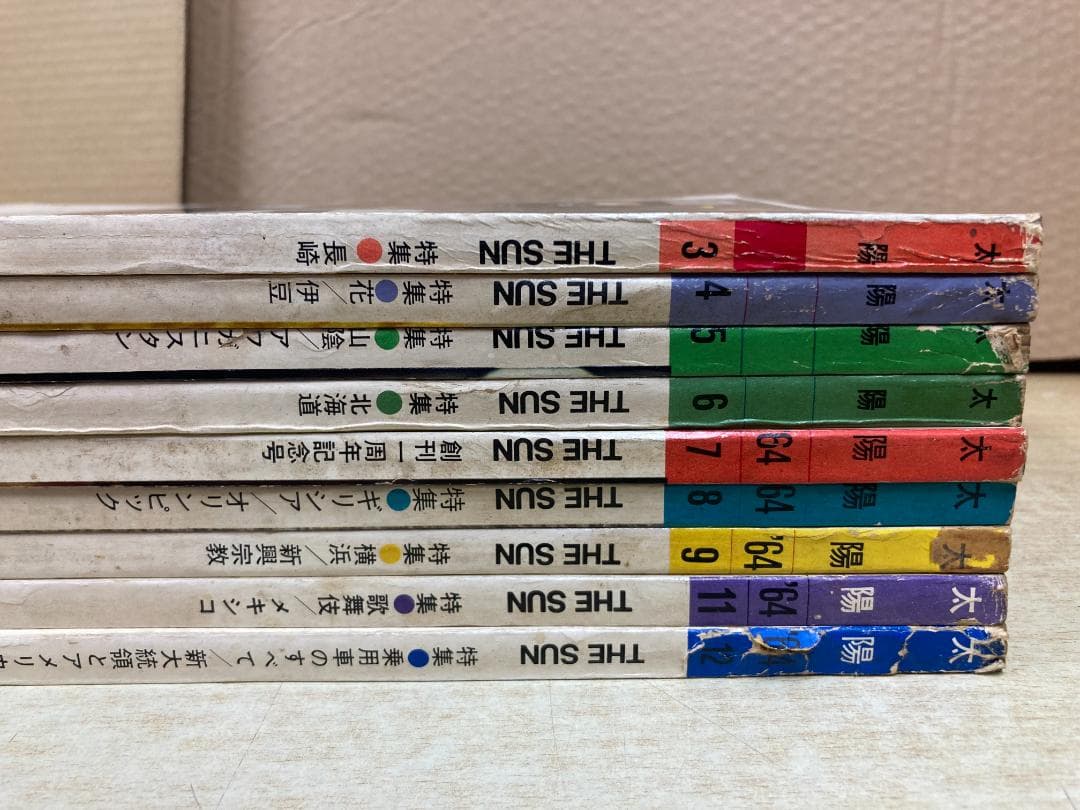 太陽 3 THE SUN 特集●長崎
太陽 4 THE SUN 特集●花/伊豆
太陽 5 THE SUN 特集●山陰/アフガニスタン
太陽 6 THE SUN 特集●北海道
太陽 '64 7 THE SUN 創刊一周年記念号
太陽 '64 8 THE SUN 特集●ギリシア/オリンピック
太陽 '64 9 THE SUN 特集●横浜/新興宗教
太陽 '64 11 THE SUN 特集●歌舞伎/メキシコ
太陽 12 THE SUN 特集●乗用車のすべて/新大統領とアメリカ